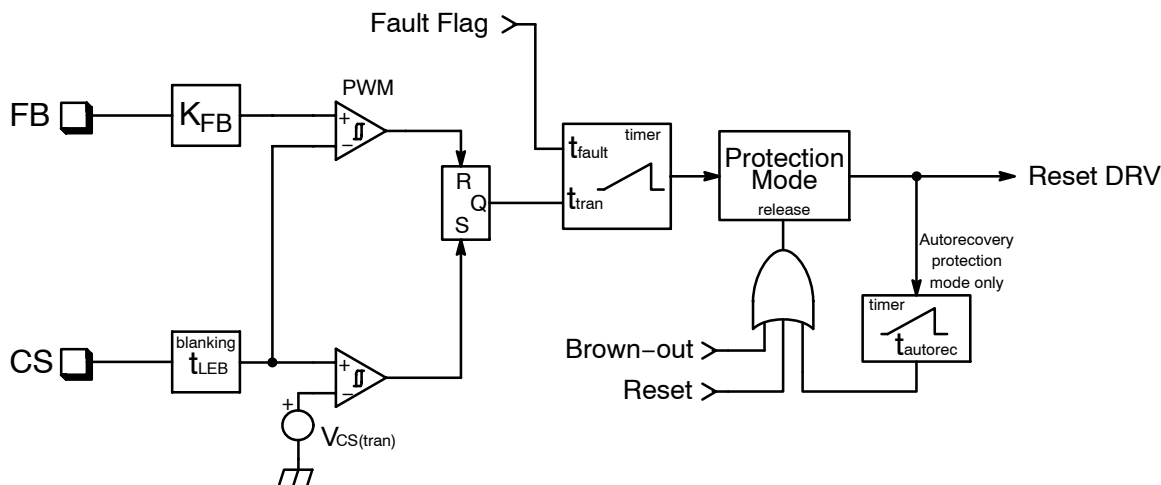 Fault Flag
FB
KFB
PWM
+
−
R
Q
S
timer
tfault
ttran
Protection
Mode
release
Reset DRV
Autorecovery
protection
mode only
timer
tautorec
CS
blanking
tLEB
+
−
+
VCS(tran)
Brown−out
Reset